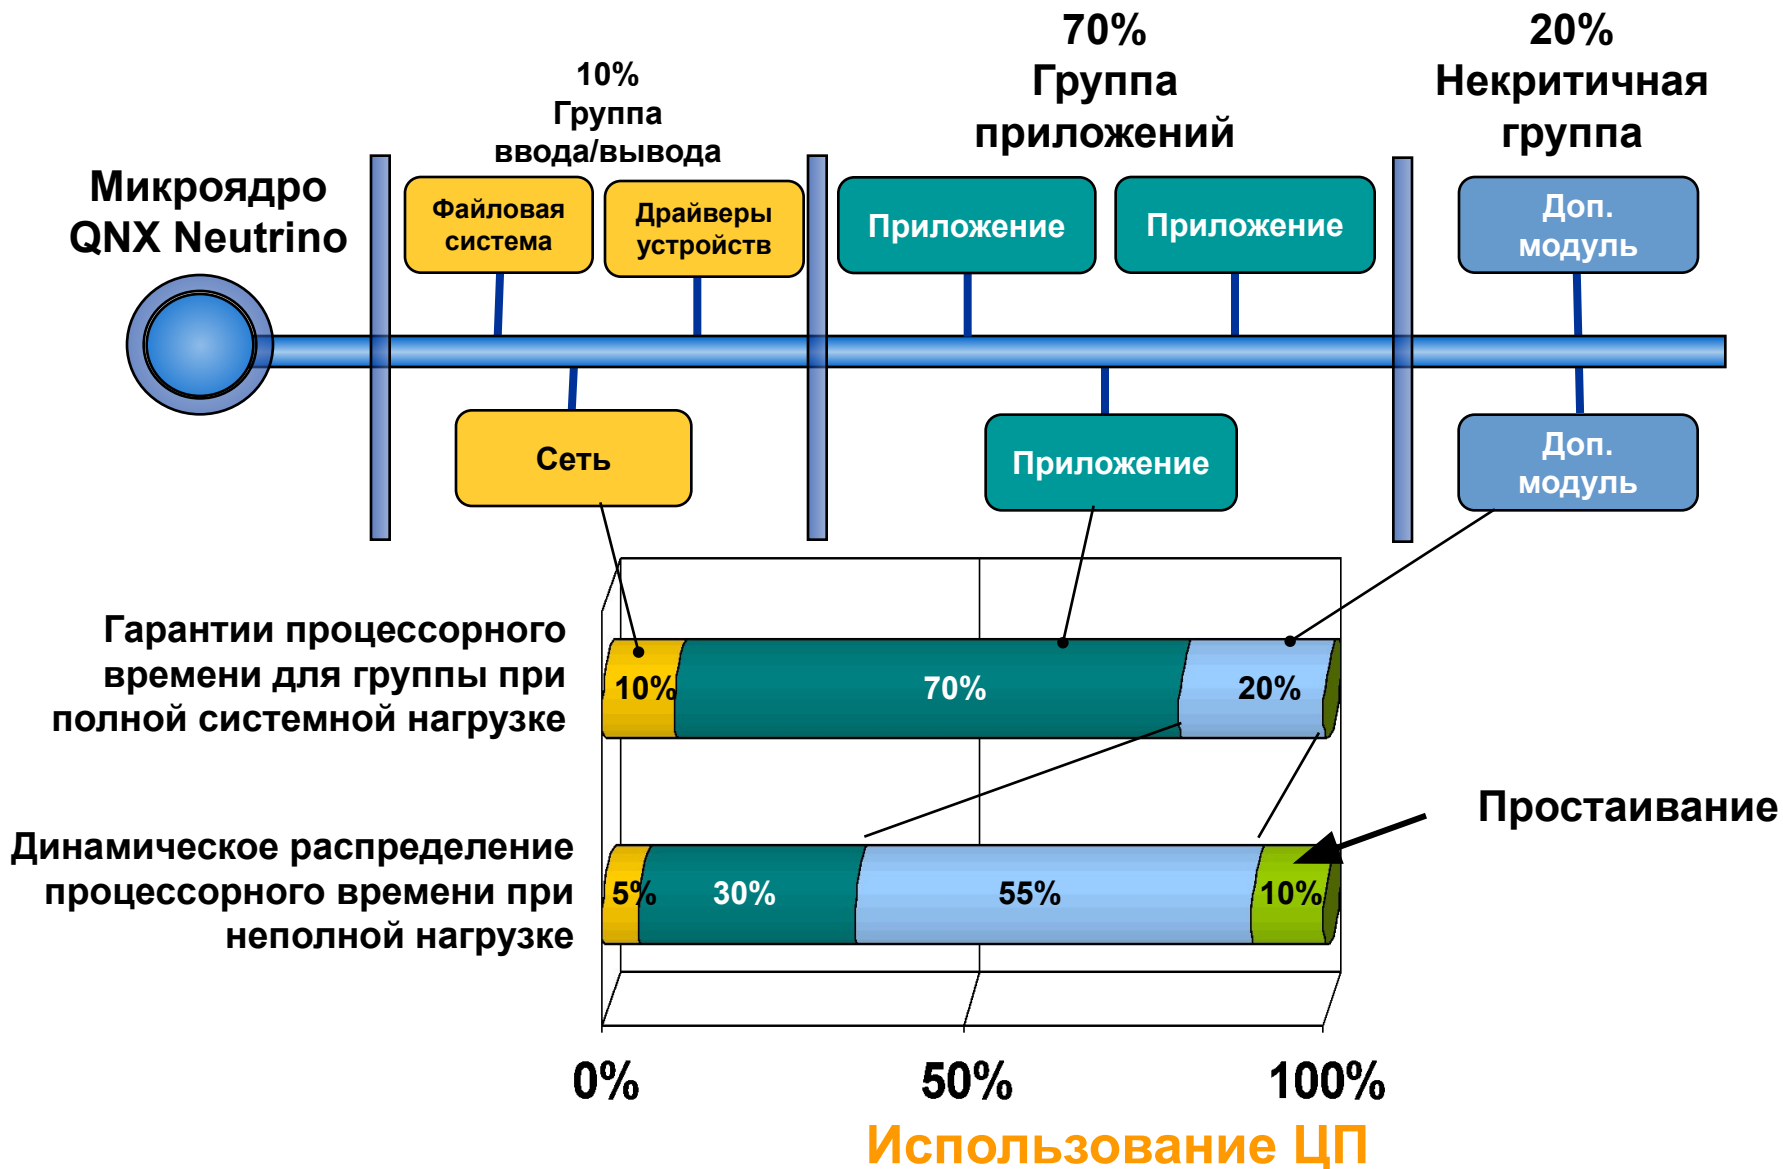 70%
Группа
приложений
20%
Некритичная
группа
10%
Группа
ввода/вывода
Микроядро
QNX Neutrino
Файловая
система
Драйверы
устройств
Приложение
Приложение
Доп.
модуль
Сеть
Приложение
Доп.
модуль
Гарантии процессорного
времени для группы при
полной системной нагрузке
10%
70%
20%
Простаивание
Динамическое распределение
процессорного времени при
неполной нагрузке
5%
30%
55%
10%
0%
50%
100%
Использование ЦП